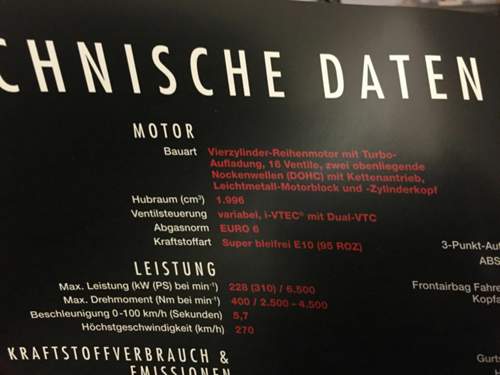 CHNISCHE DATEN
MOTOR
Bauart Vierzylinder-Reihenmotor mit Turbo-
Aufladung, 16 Ventile, zwei obenliegende
Nockenwellen (DOHC) mit Kettenantrieb,
Leichtmetall-Motorblock und -Zylinderkopf
Hubraum (cm³) 1.996
Ventilsteuerung variabel, i-VTEC® mit Dual-VTC
Abgasnorm EURO 6
Kraftstoffart Super bleifrei E10 (95 ROZ)
LEISTUNG
Max. Leistung (kW (PS) bei min⁻¹) 228 (310) / 6.500
Max. Drehmoment (Nm bei min⁻¹) 400 / 2.500 - 4.500
Beschleunigung 0-100 km/h (Sekunden) 5,7
Höchstgeschwindigkeit (km/h) 270
KRAFTSTOFFVERBRAUCH &
EMISSIONEN
3-Punkt-Aut
ABS
Frontairbag Fahre
Kopfa
Gurts